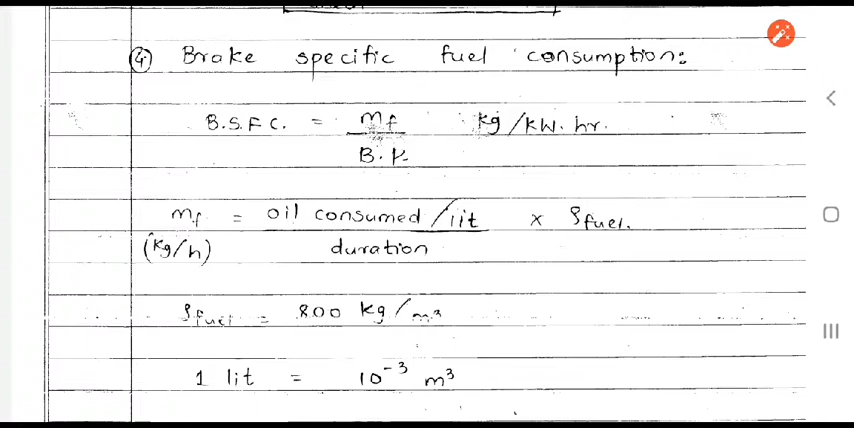 ④ Brake specific fuel consumption:
B.S.F.C. = mf / B.P. kg/kW.hr.
mf = oil consumed/lit / duration × ρfuel.
(kg/h)
ρfuel = 800 kg/m³
1 lit = 10⁻³ m³